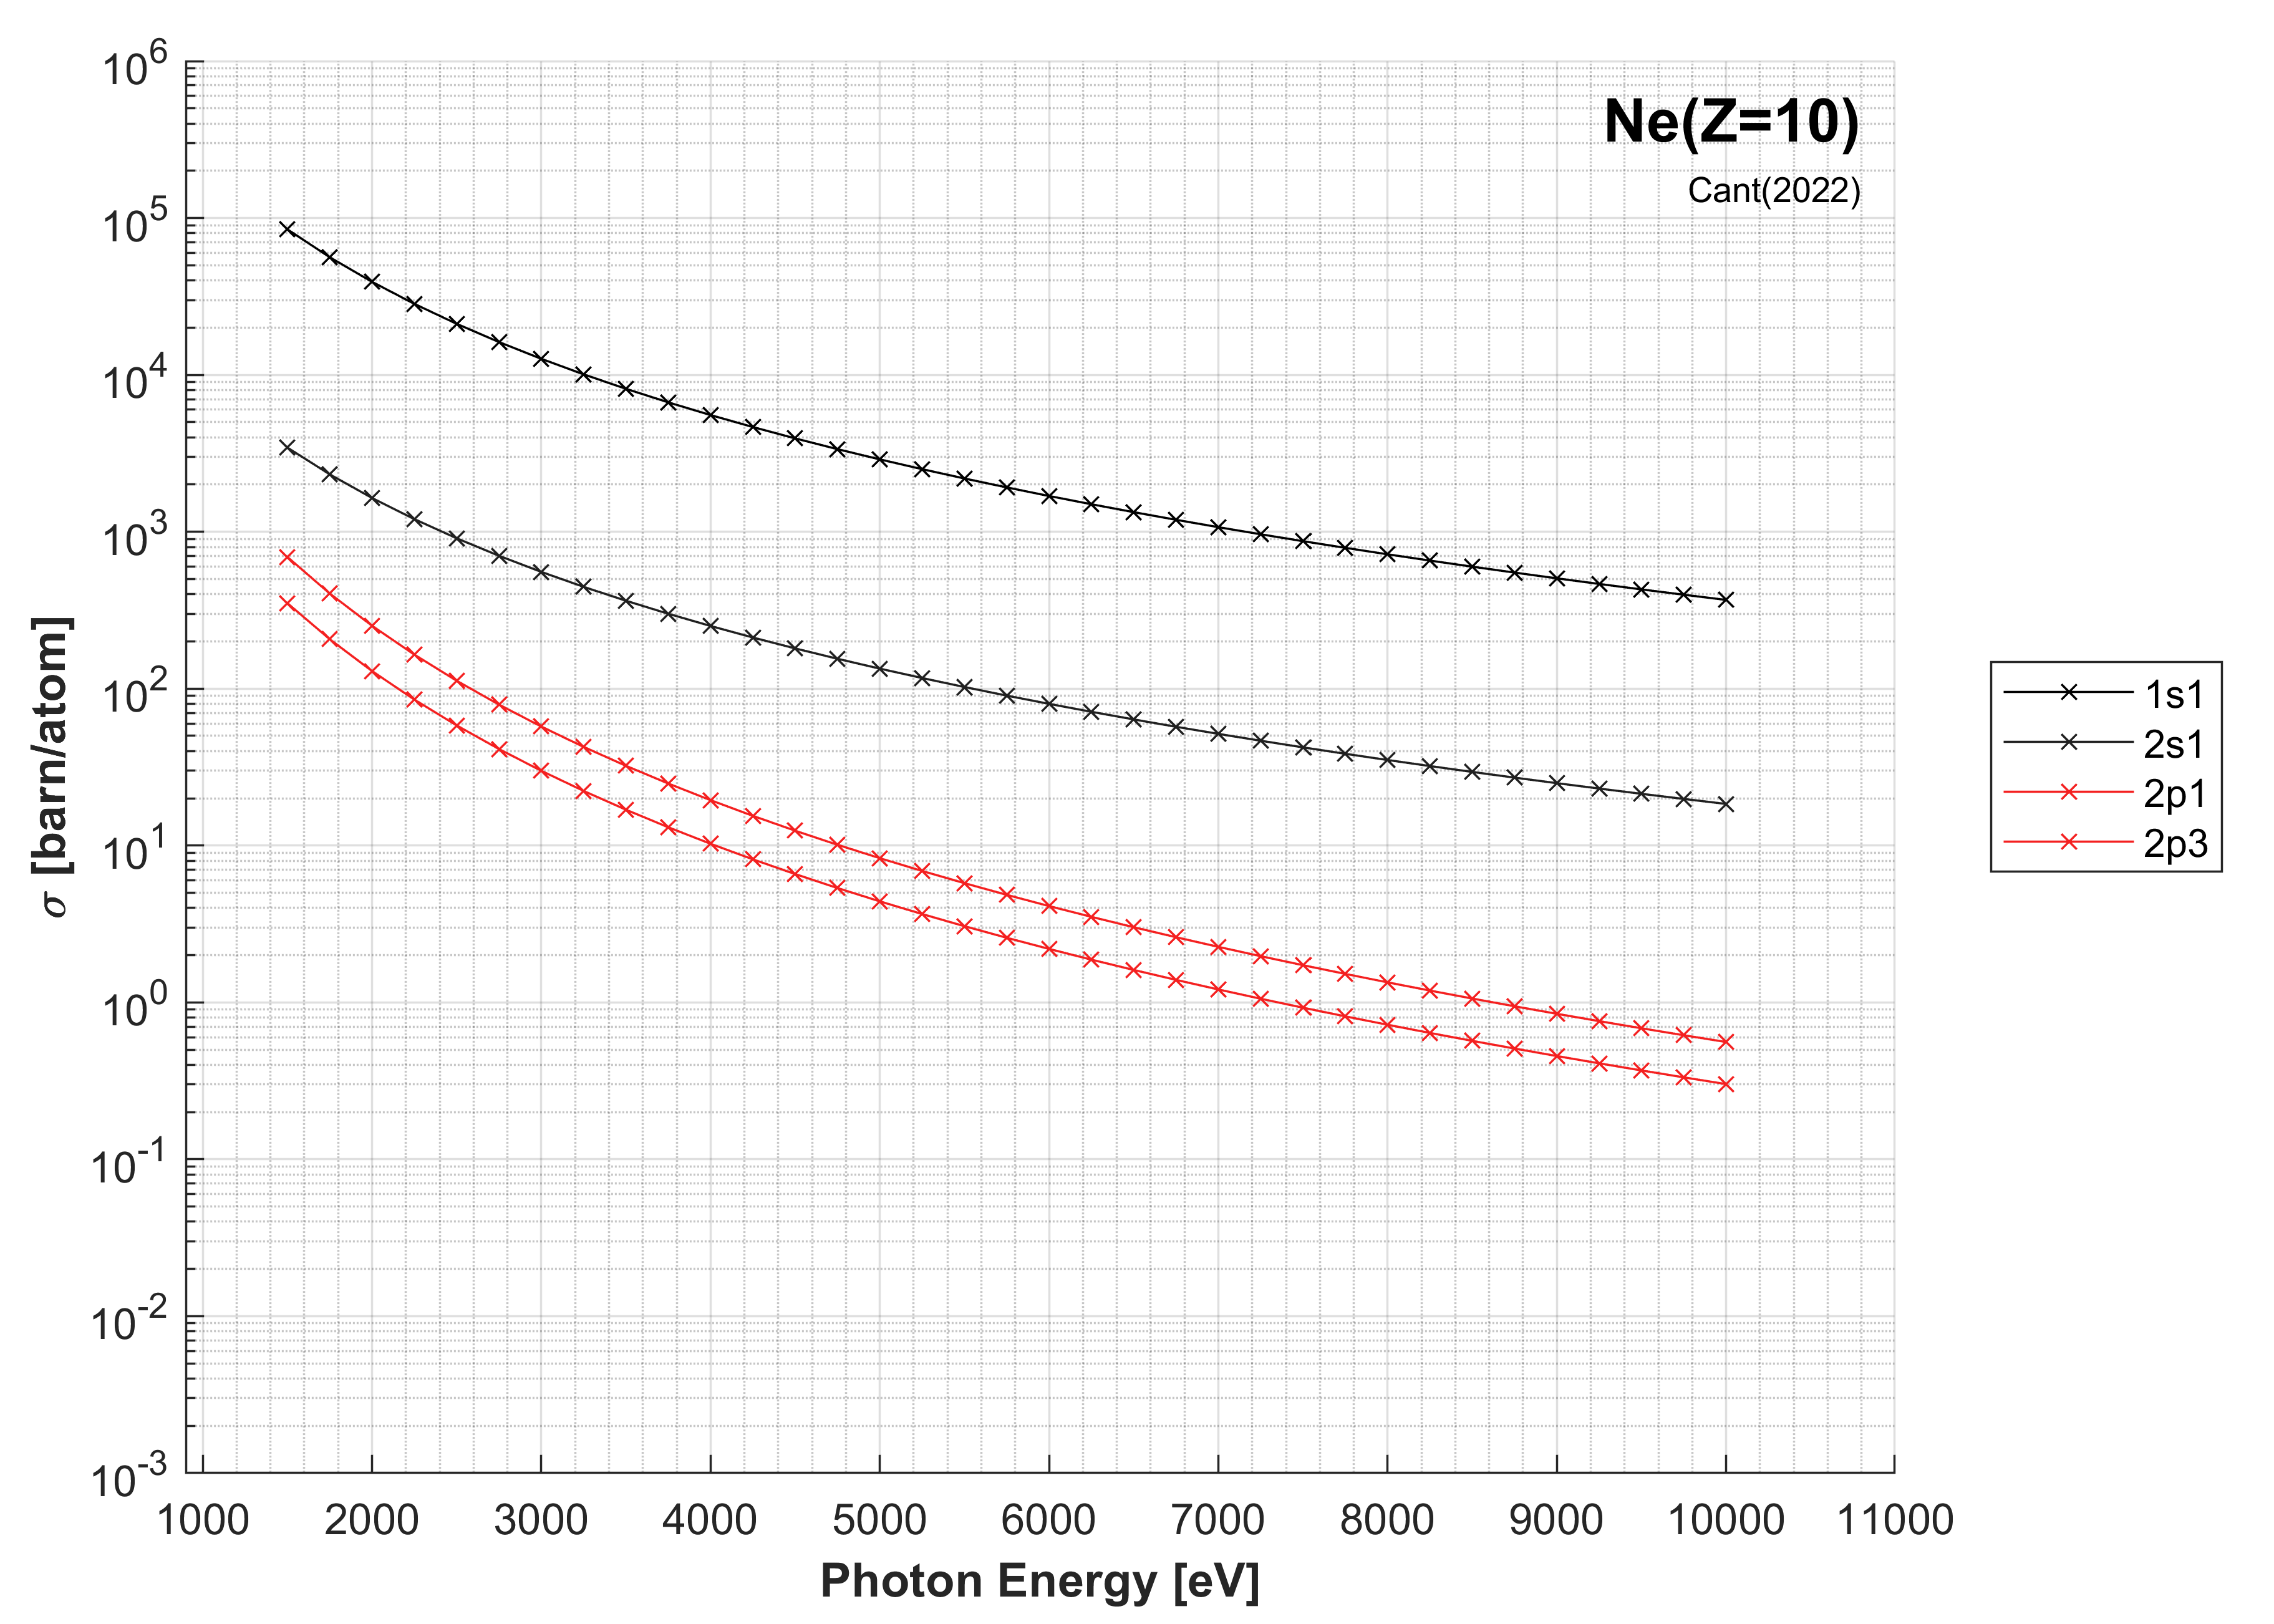 Ne(Z=10)
Cant(2022)
10^6
10^5
10^4
10^3
10^2
10^1
10^0
10^-1
10^-2
10^-3
σ [barn/atom]
1000 2000 3000 4000 5000 6000 7000 8000 9000 10000 11000
Photon Energy [eV]
1s1
2s1
2p1
2p3